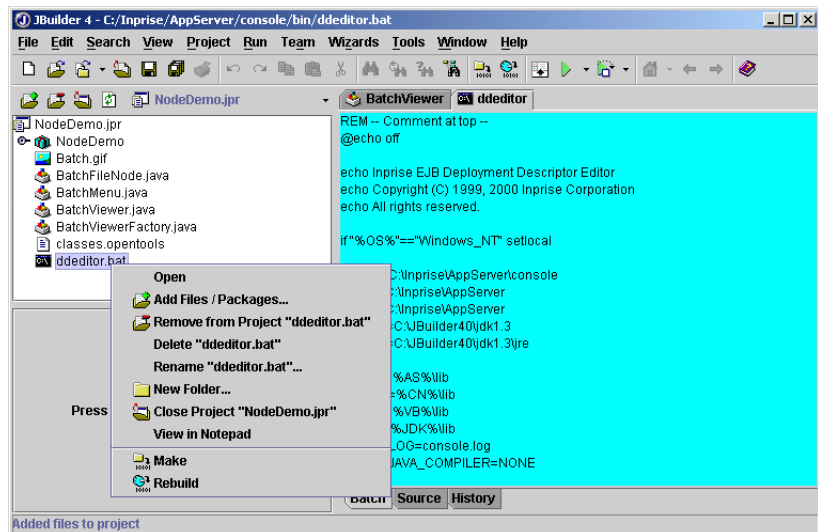 JBuilder 4 - C:/Inprise/AppServer/console/bin/ddeditor.bat
File Edit Search View Project Run Team Wizards Tools Window Help
NodeDemo.jpr
BatchViewer ddeditor
NodeDemo.jpr
NodeDemo
Batch.gif
BatchFileNode.java
BatchMenu.java
BatchViewer.java
BatchViewerFactory.java
classes.opentools
ddeditor.bat
Open
Add Files / Packages...
Remove from Project "ddeditor.bat"
Delete "ddeditor.bat"
Rename "ddeditor.bat"...
New Folder...
Close Project "NodeDemo.jpr"
View in Notepad
Make
Rebuild
Press
REM -- Comment at top --
@echo off
echo Inprise EJB Deployment Descriptor Editor
echo Copyright (C) 1999, 2000 Inprise Corporation
echo All rights reserved.
if "%OS%"=="Windows_NT" setlocal
C:\Inprise\AppServer\console
C:\Inprise\AppServer
C:\Inprise\AppServer
=C:\JBuilder40\jdk1.3
=C:\JBuilder40\jdk1.3\jre
%AS%\lib
=%CN%\lib
%VB%\lib
%JDK%\lib
LOG=console.log
JAVA_COMPILER=NONE
Batch Source History
Added files to project